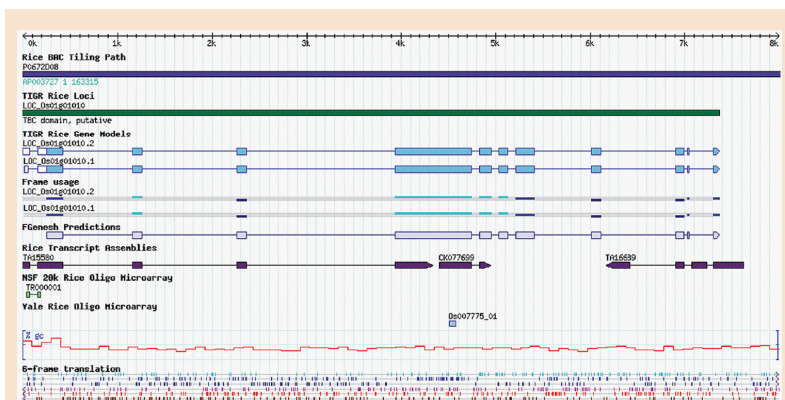 0k 1k 2k 3k 4k 5k 6k 7k 8k
Rice BAC Tiling Path
P0672D08
AP003727 1 163315
TIGR Rice Loci
LOC_Os01g01010
TBC domain, putative
TIGR Rice Gene Models
LOC_Os01g01010.2
LOC_Os01g01010.1
Frame usage
LOC_Os01g01010.2
LOC_Os01g01010.1
FGenesh Predictions
Rice Transcript Assemblies
TA15580 CK077699 TA16689
NSF 20k Rice Oligo Microarray
TR000001
Yale Rice Oligo Microarray
Os007775_01
% gc
6-frame translation